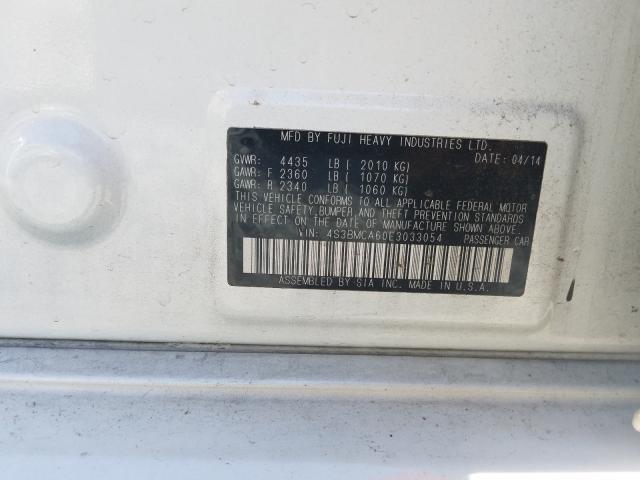 MFD BY FUJI HEAVY INDUSTRIES LTD.
DATE: 04/14
GVWR: 4435 LB ( 2010 KG)
GAWR: F 2360 LB ( 1070 KG)
GAWR: R 2340 LB ( 1060 KG)
THIS VEHICLE CONFORMS TO ALL APPLICABLE FEDERAL MOTOR
VEHICLE SAFETY, BUMPER, AND THEFT PREVENTION STANDARDS
IN EFFECT ON THE DATE OF MANUFACTURE SHOWN ABOVE.
VIN: 4S3BMCA60E3033054 PASSENGER CAR
ASSEMBLED BY SIA INC. MADE IN U.S.A.